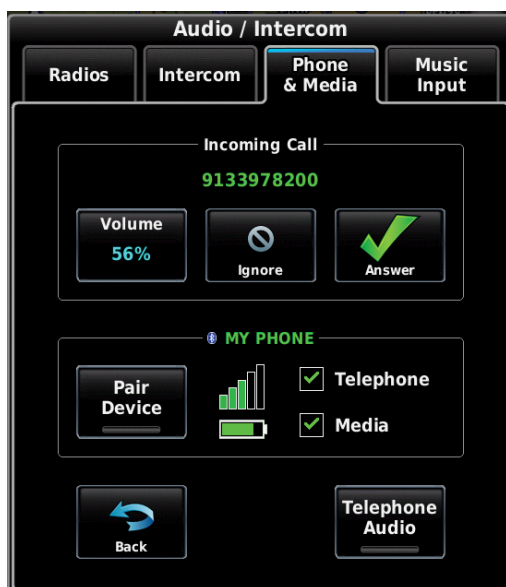 Audio / Intercom
Radios
Intercom
Phone
& Media
Music
Input
Incoming Call
9133978200
Volume
56%
Ignore
Answer
MY PHONE
Pair
Device
Telephone
Media
Back
Telephone
Audio